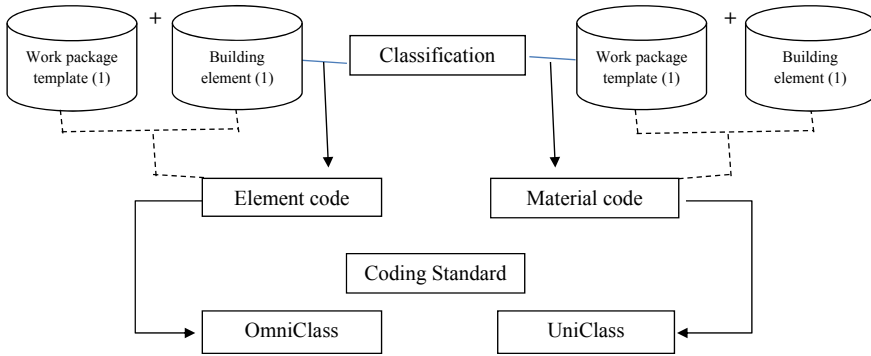 +
+
Work package
template (1)
Building
element (1)
Classification
Work package
template (1)
Building
element (1)
Element code
Material code
Coding Standard
OmniClass
UniClass